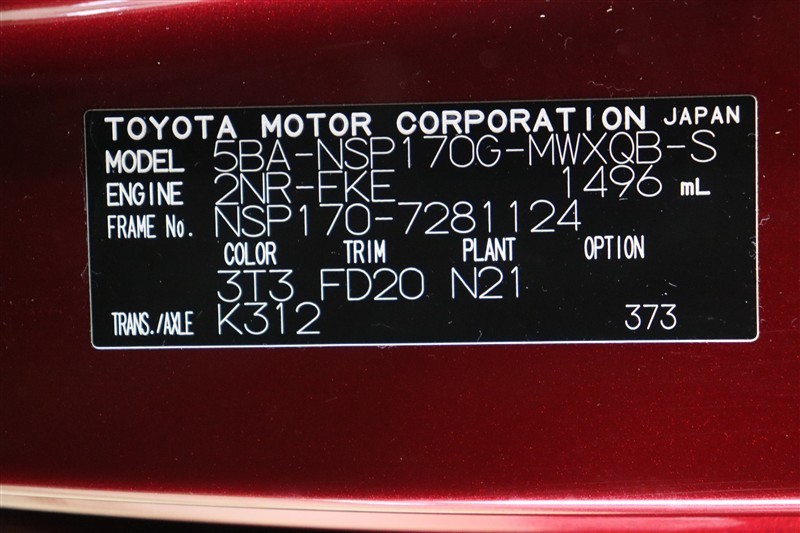 TOYOTA MOTOR CORPORATION JAPAN
MODEL 5BA-NSP170G-MWXQB-S
ENGINE 2NR-FKE 1496 mL
FRAME No. NSP170-7281124
COLOR TRIM PLANT OPTION
3T3 FD20 N21
TRANS./AXLE K312 373